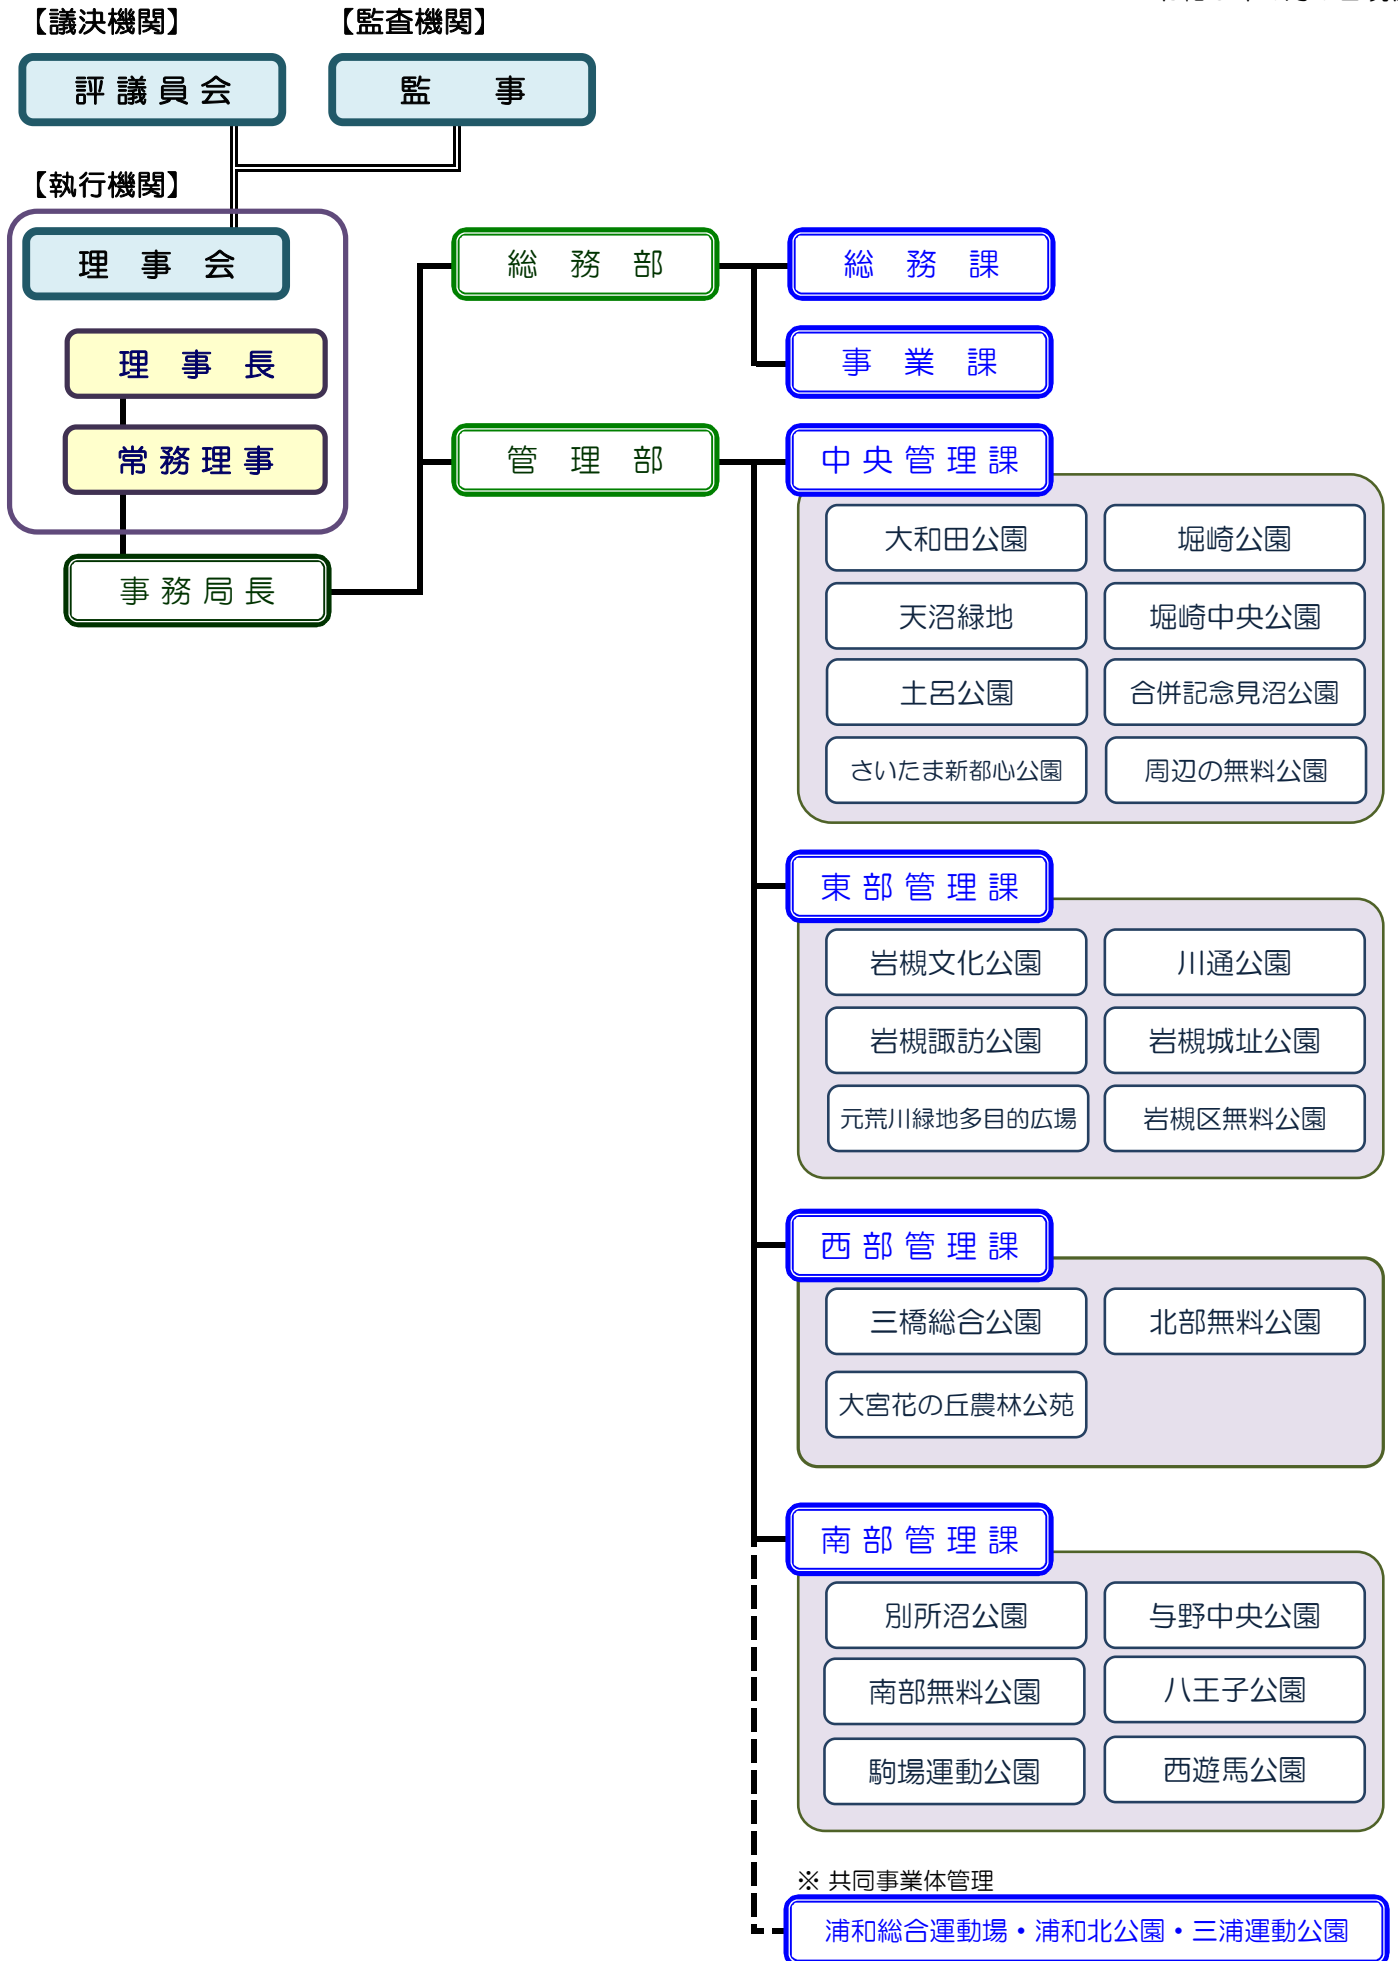 【議決機関】
【監査機関】
評議員会
監　事
【執行機関】
理　事　会
総　務　部
総　務　課
理　事　長
事　業　課
常務理事
管　理　部
中央管理課
大和田公園
堀崎公園
事務局長
天沼緑地
堀崎中央公園
土呂公園
合併記念見沼公園
さいたま新都心公園
周辺の無料公園
東部管理課
岩槻文化公園
川通公園
岩槻諏訪公園
岩槻城址公園
元荒川緑地多目的広場
岩槻区無料公園
西部管理課
三橋総合公園
北部無料公園
大宮花の丘農林公苑
南部管理課
別所沼公園
与野中央公園
南部無料公園
八王子公園
駒場運動公園
西遊馬公園
※ 共同事業体管理
浦和総合運動場・浦和北公園・三浦運動公園